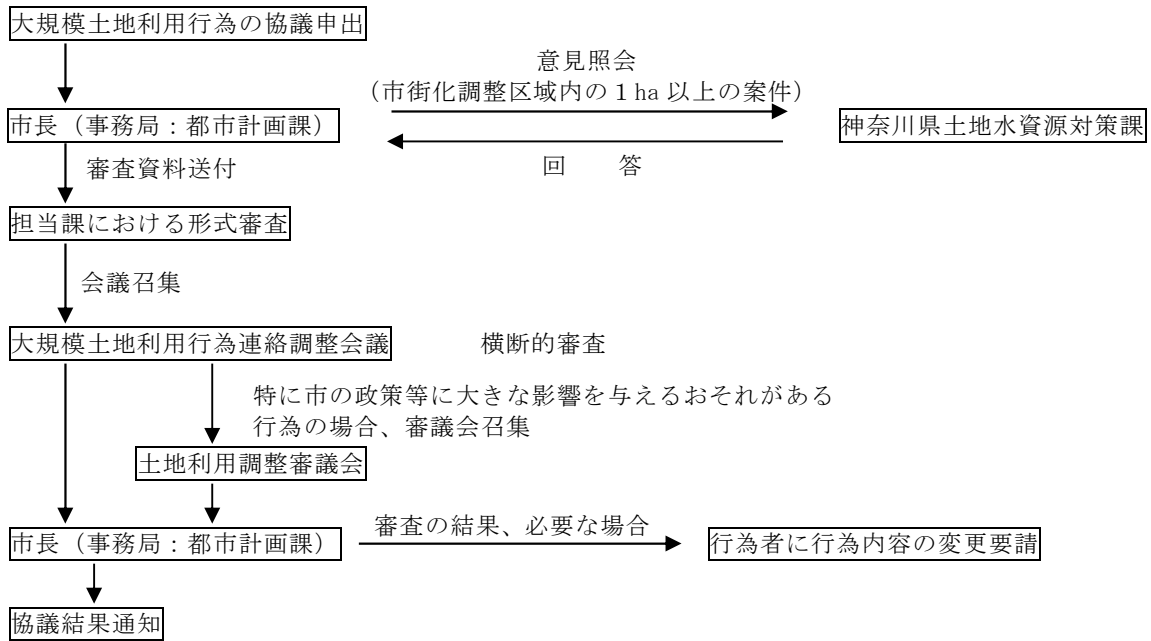 大規模土地利用行為の協議申出
意見照会
（市街化調整区域内の１ha 以上の案件）
市長（事務局：都市計画課）
神奈川県土地水資源対策課
回　　答
審査資料送付
担当課における形式審査
会議召集
大規模土地利用行為連絡調整会議
横断的審査
特に市の政策等に大きな影響を与えるおそれがある
行為の場合、審議会召集
土地利用調整審議会
市長（事務局：都市計画課）
審査の結果、必要な場合
行為者に行為内容の変更要請
協議結果通知